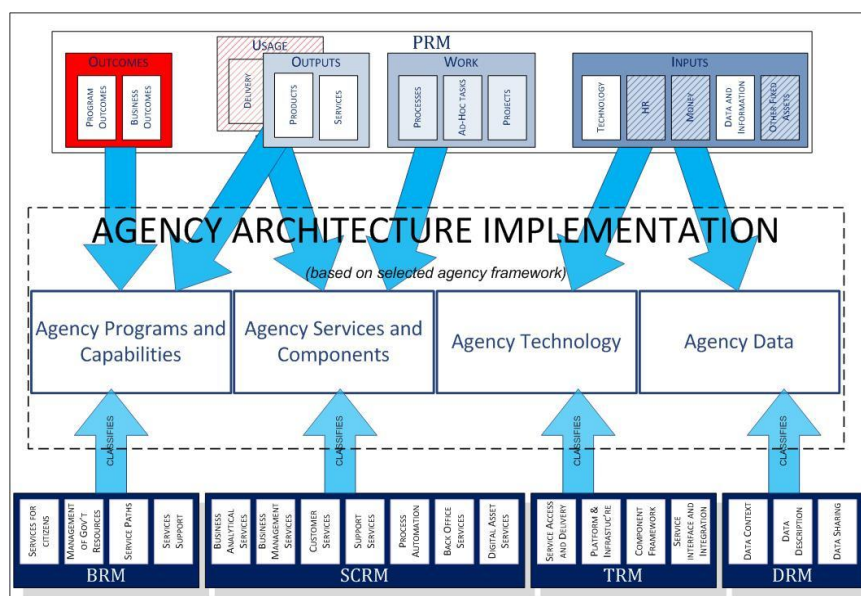 PRM
OUTCOMES
PROGRAM
OUTCOMES
BUSINESS
OUTCOMES
USAGE
DELIVERY
OUTPUTS
PRODUCTS
SERVICES
WORK
PROCESSES
AD-HOC TASKS
PROJECTS
INPUTS
TECHNOLOGY
HR
MONEY
DATA AND
INFORMATION
OTHER FIXED
ASSETS
AGENCY ARCHITECTURE IMPLEMENTATION
(based on selected agency framework)
Agency Programs and
Capabilities
Agency Services and
Components
Agency Technology
Agency Data
CLASSIFIES
CLASSIFIES
CLASSIFIES
CLASSIFIES
SERVICES FOR
CITIZENS
MANAGEMENT
OF GOV'T
RESOURCES
SERVICE PATHS
SERVICES
SUPPORT
BRM
BUSINESS
ANALYTICAL
SERVICES
BUSINESS
MANAGEMENT
SERVICES
CUSTOMER
SERVICES
SUPPORT
SERVICES
PROCESS
AUTOMATION
BACK OFFICE
SERVICES
DIGITAL ASSET
SERVICES
SCRM
SERVICE ACCESS
AND DELIVERY
PLATFORM &
INFRASTUC'RE
COMPONENT
FRAMEWORK
SERVICE
INTERFACE AND
INTEGRATION
TRM
DATA CONTEXT
DATA
DESCRIPTION
DATA SHARING
DRM